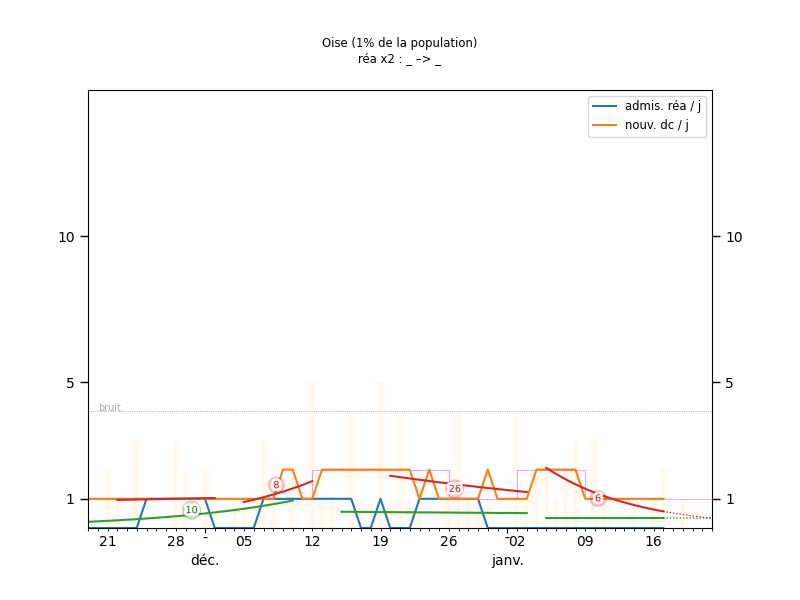 Oise (1% de la population)
réa x2 : _ –> _
admis. réa / j
nouv. dc / j
10 10
5 5
bruit
8
26
10
6
1 1
21 28 - 05 12 19 26 -02 09 16
déc. janv.